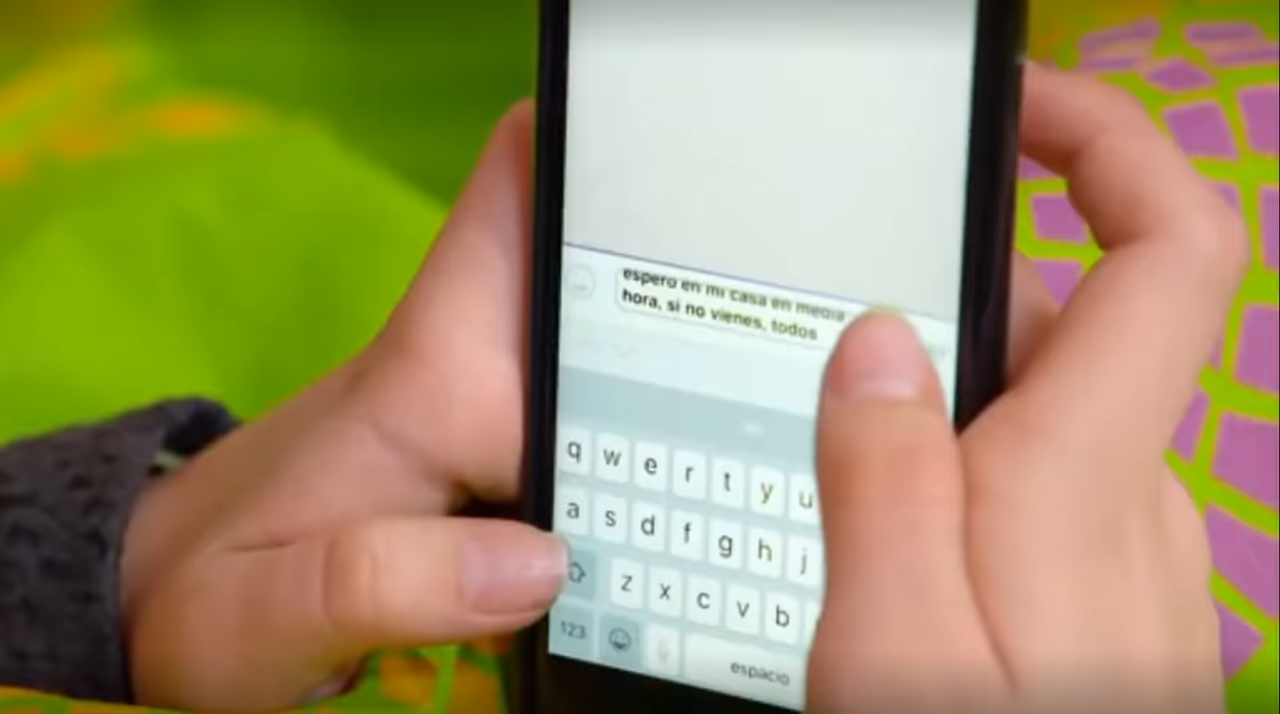 espero en mi casa en media
hora, si no vienes, todos
q w e r t y u
a s d f g h j
z x c v b
123
espacio